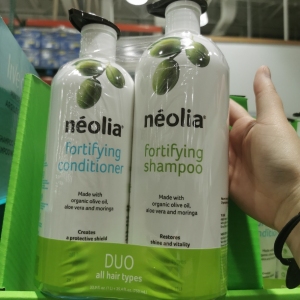 néolia
fortifying
conditioner
Made with
organic olive oil,
aloe vera and moringa
Creates
a protective shield
néolia
fortifying
shampoo
Made with
organic olive oil,
aloe vera and moringa
Restores
shine and vitality
DUO
all hair types